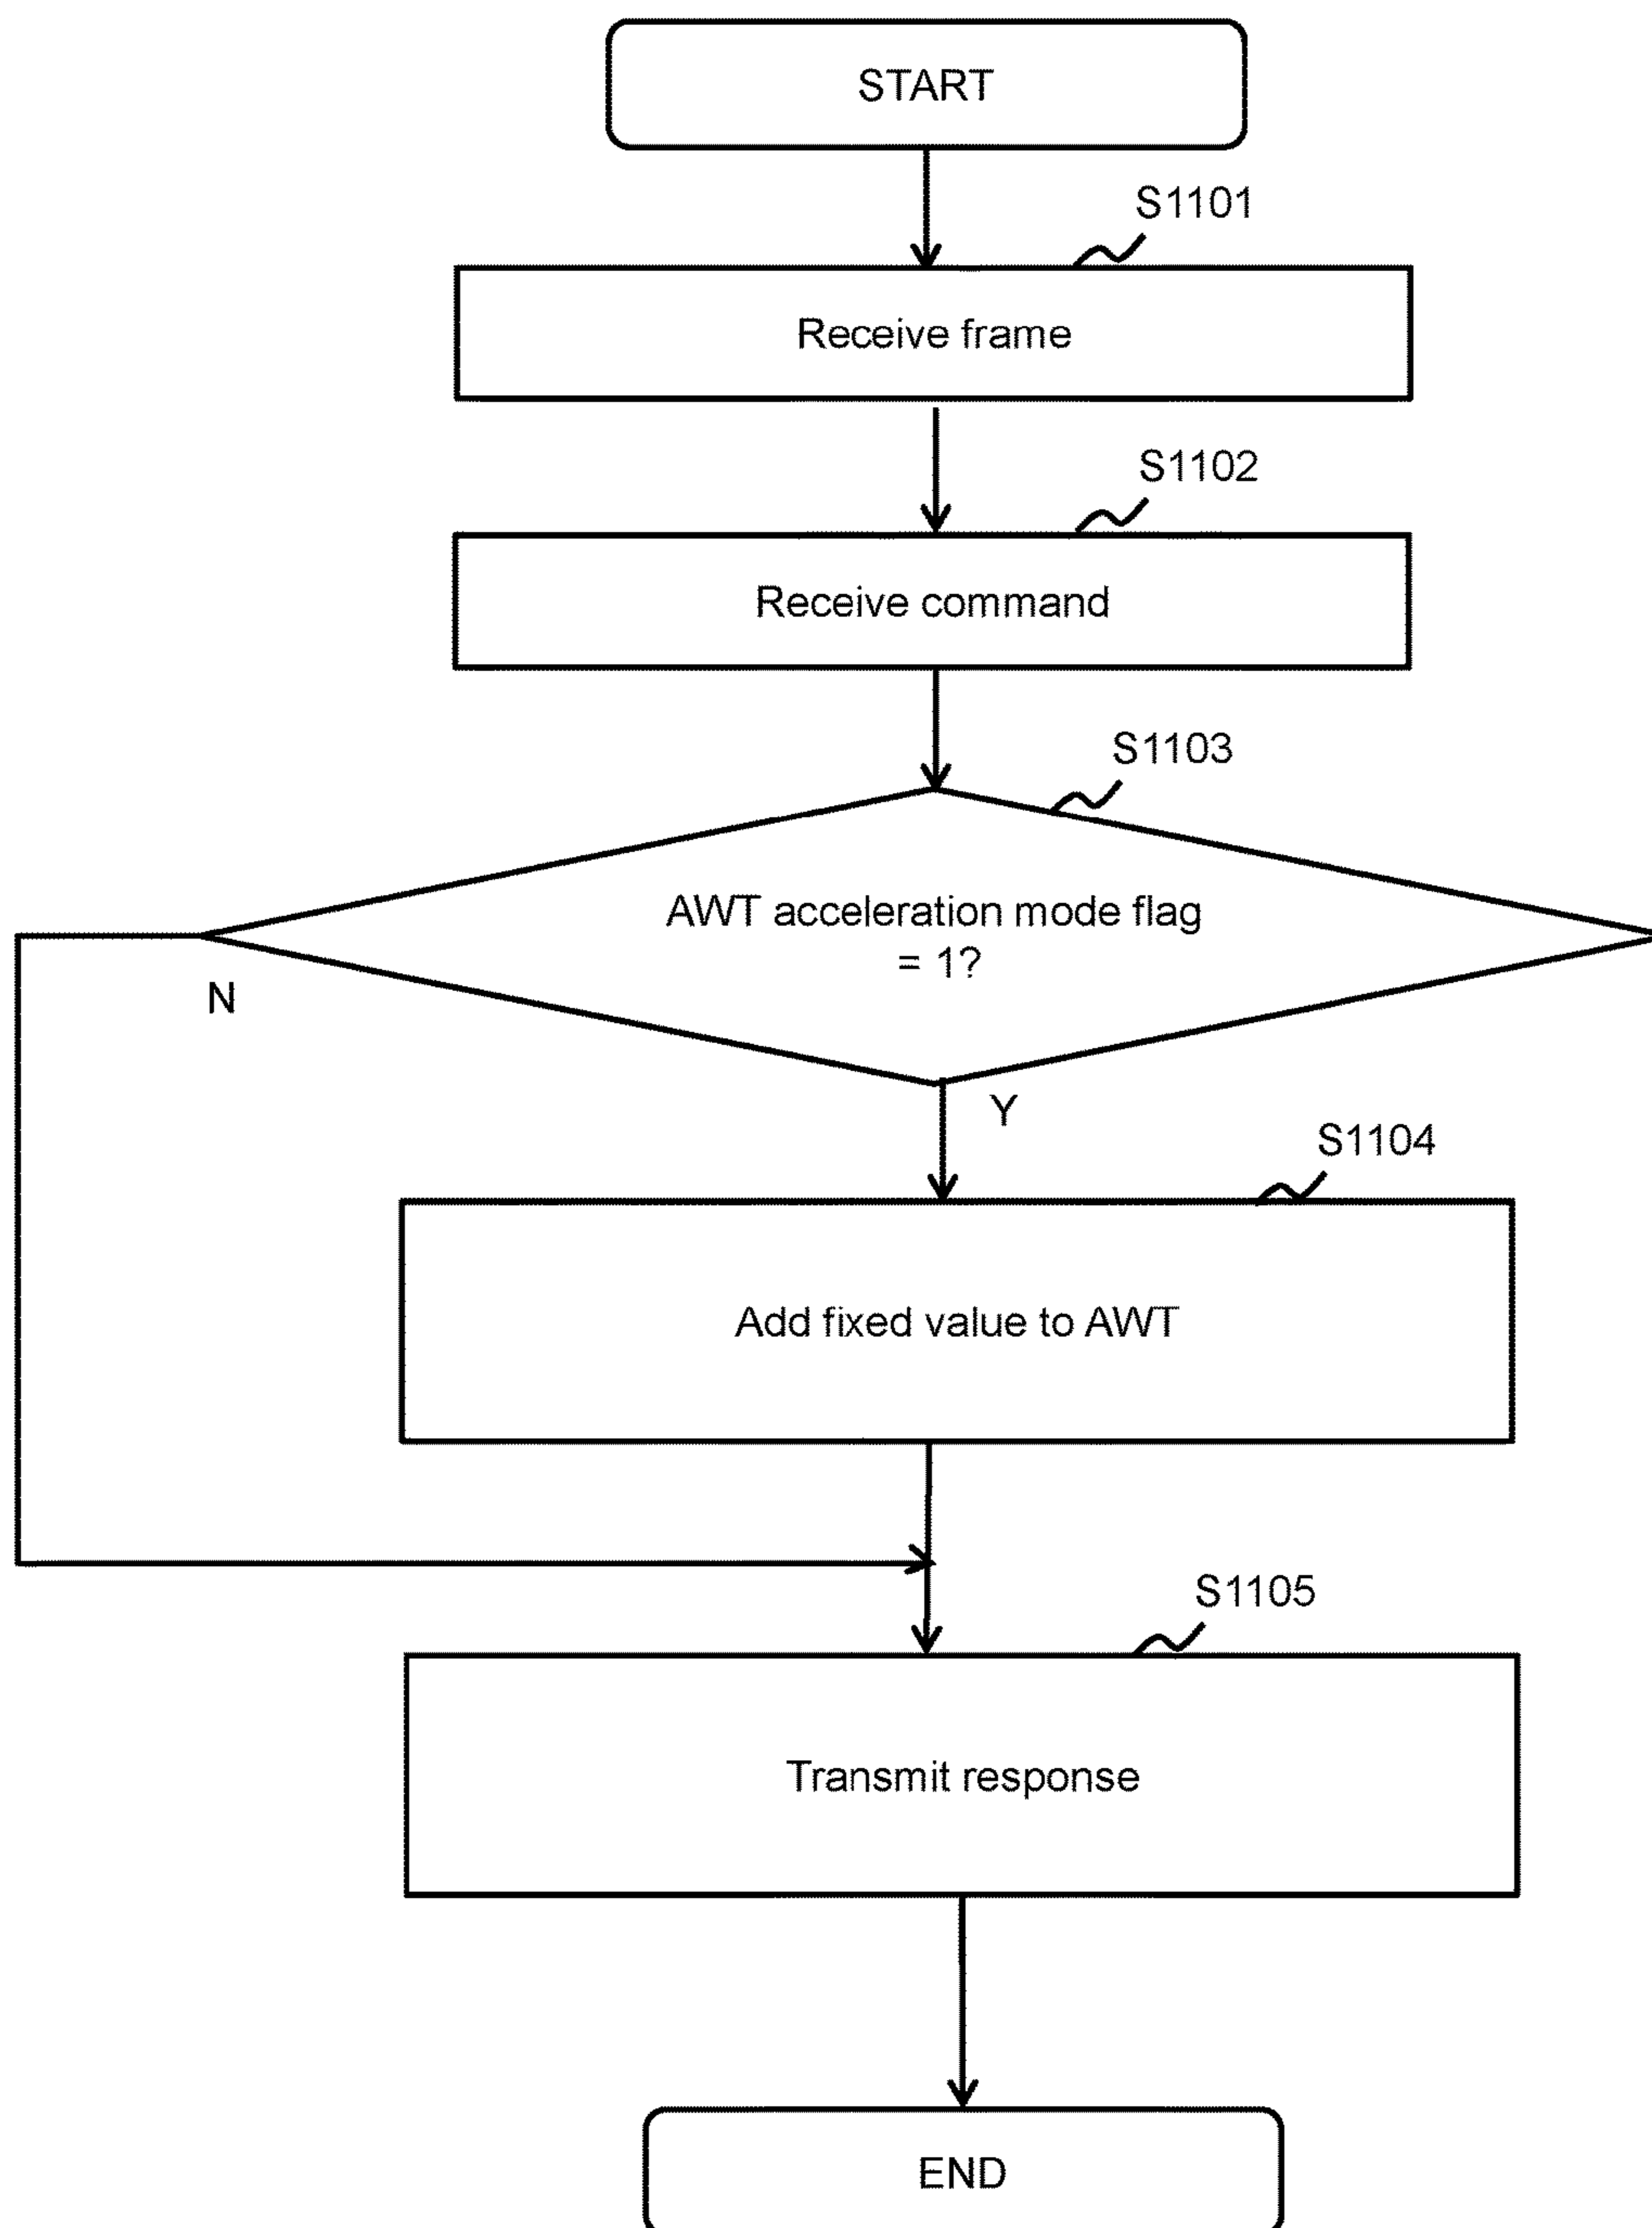 START
S1101
Receive frame
S1102
Receive command
S1103
AWT acceleration mode flag
= 1?
N
Y
S1104
Add fixed value to AWT
S1105
Transmit response
END